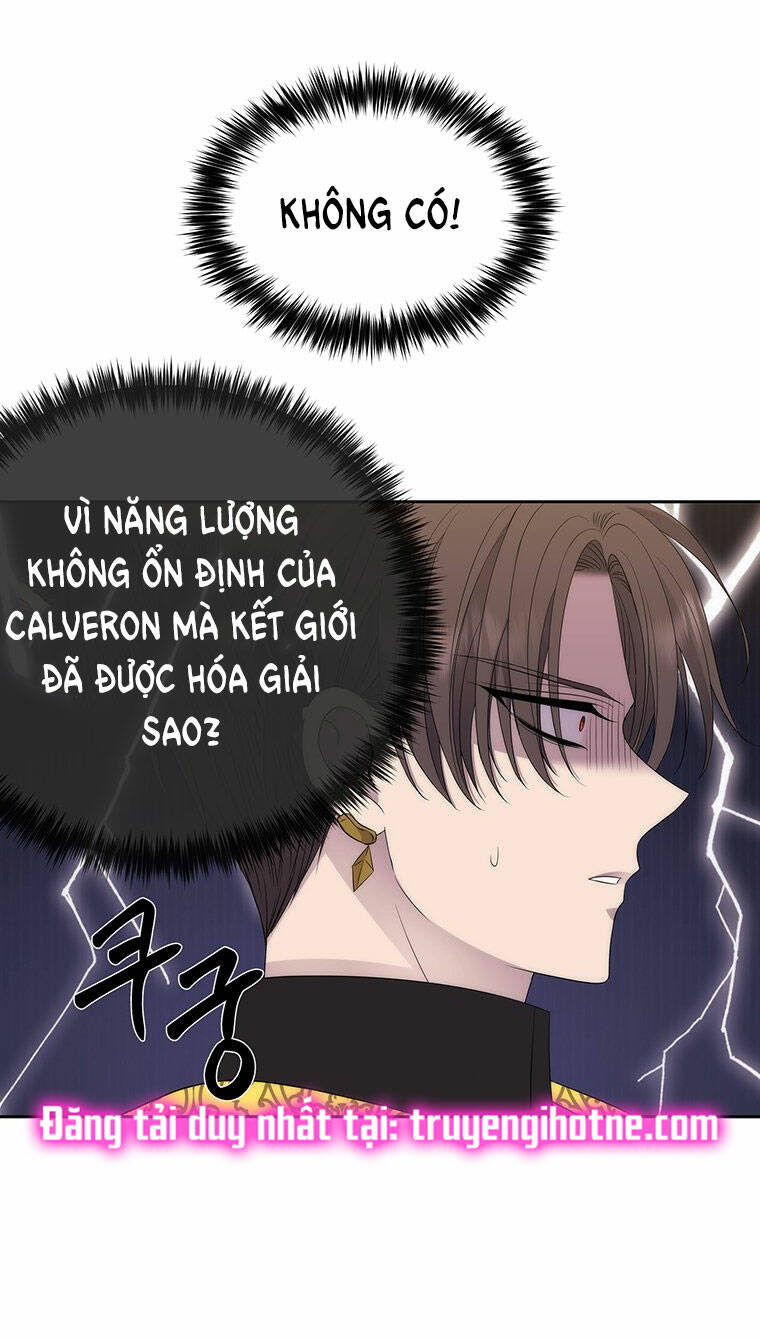 KHÔNG CÓ!
VÌ NĂNG LƯỢNG
KHÔNG ỔN ĐỊNH CỦA
CALVERON MÀ KẾT GIỚI
ĐÃ ĐƯỢC HÓA GIẢI
SAO?
쿠궁
Đăng tải duy nhất tại: truyengihotne.com